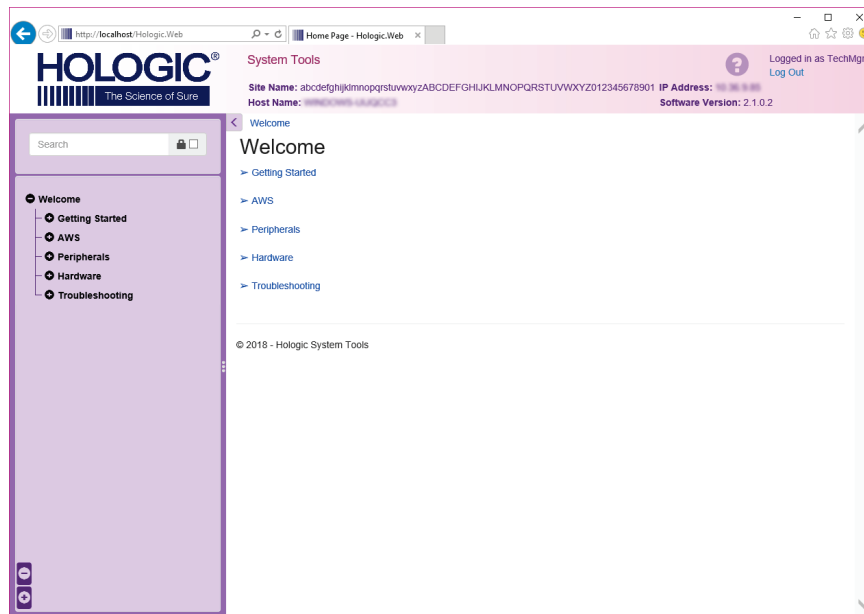 http://localhost/Hologic.Web
Home Page - Hologic.Web
HOLOGIC®
The Science of Sure
System Tools
Logged in as TechMgr
Log Out
Site Name: abcdefghijklmnopqrstuvwxyzABCDEFGHIJKLMNOPQRSTUVWXYZ012345678901 IP Address:
Host Name: Software Version: 2.1.0.2
Search
Welcome
Getting Started
AWS
Peripherals
Hardware
Troubleshooting
Welcome
Welcome
➢ Getting Started
➢ AWS
➢ Peripherals
➢ Hardware
➢ Troubleshooting
© 2018 - Hologic System Tools